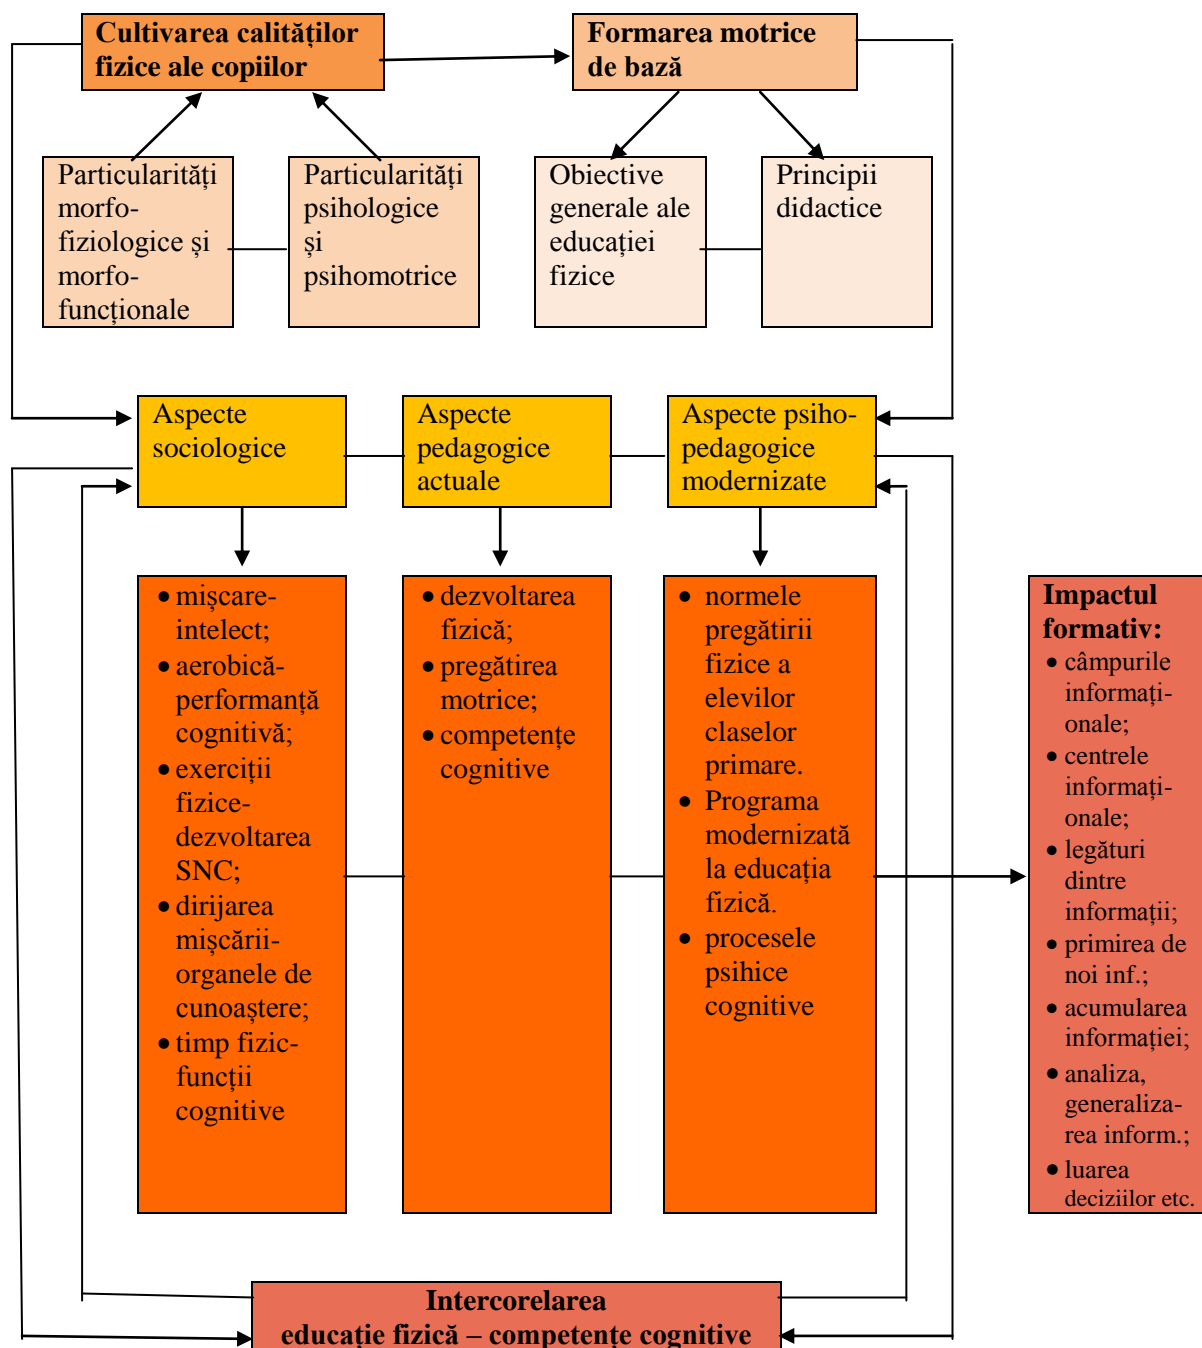 Cultivarea calităților
fizice ale copiilor
Formarea motrice
de bază
Particularități
morfo-
fiziologice și
morfo-
funcționale
Particularități
psihologice
și
psihomotrice
Obiective
generale ale
educației
fizice
Principii
didactice
Aspecte
sociologice
Aspecte
pedagogice
actuale
Aspecte psiho-
pedagogice
modernizate
• mișcare-
intelect;
• aerobică-
performanță
cognitivă;
• exerciții
fizice-
dezvoltarea
SNC;
• dirijarea
mișcării-
organele de
cunoaștere;
• timp fizic-
funcții
cognitive
• dezvoltarea
fizică;
• pregătirea
motrice;
• competențe
cognitive
• normele
pregătirii
fizice a
elevilor
claselor
primare.
• Programa
modernizată
la educația
fizică.
• procesele
psihice
cognitive
Impactul
formativ:
• câmpurile
informați-
onale;
• centrele
informați-
onale;
• legături
dintre
informații;
• primirea de
noi inf.;
• acumularea
informației;
• analiza,
generaliza-
rea inform.;
• luarea
deciziilor etc.
Intercorelarea
educație fizică – competențe cognitive